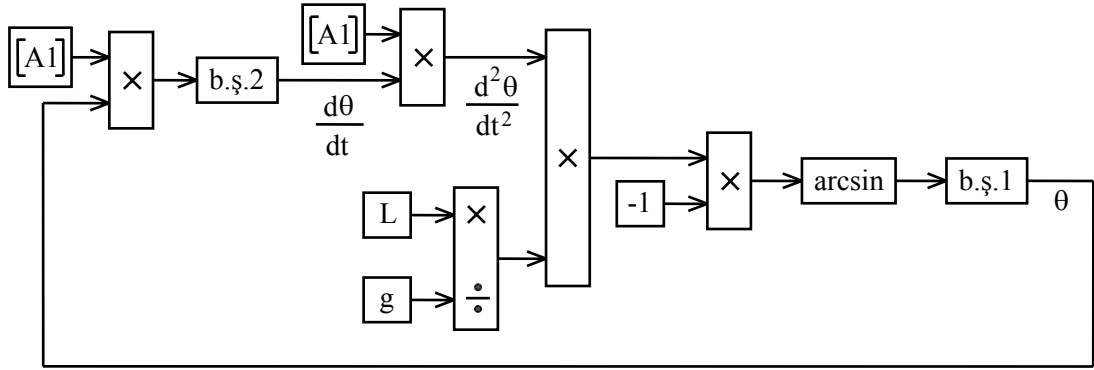 [A1]
×
b.ş.2
dθ
dt
[A1]
×
d²θ
dt²
×
L
g
×
÷
-1
×
arcsin
b.ş.1
θ